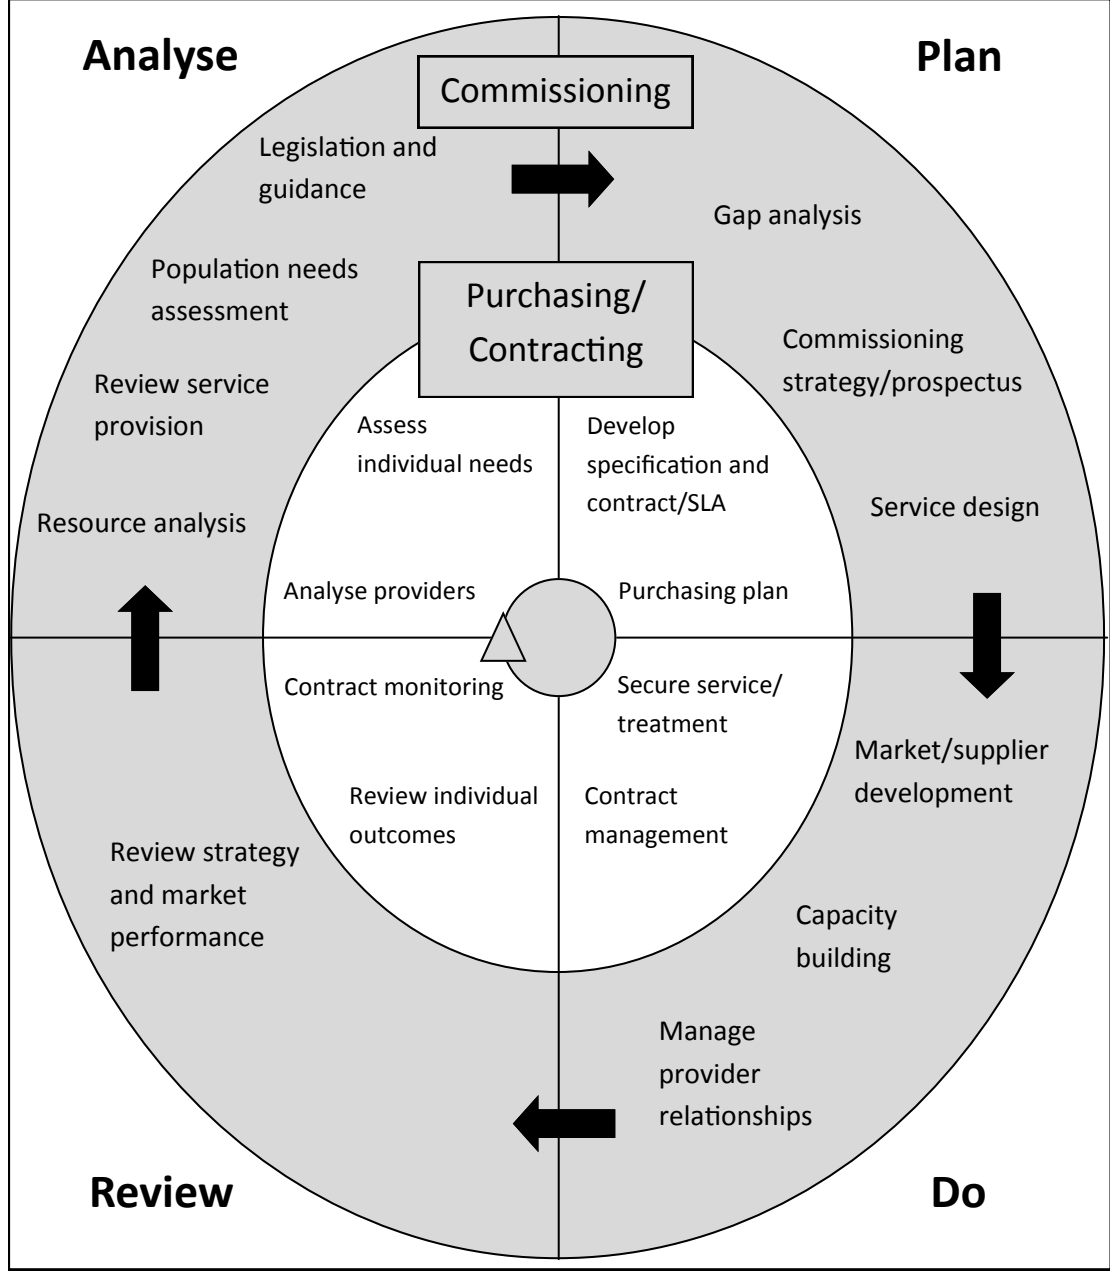 Analyse
Plan
Commissioning
Legislation and
guidance
Gap analysis
Population needs
assessment
Purchasing/
Contracting
Commissioning
strategy/prospectus
Review service
provision
Assess
individual needs
Develop
specification and
contract/SLA
Resource analysis
Service design
Analyse providers
Purchasing plan
Contract monitoring
Secure service/
treatment
Market/supplier
development
Review individual
outcomes
Contract
management
Review strategy
and market
performance
Capacity
building
Manage
provider
relationships
Review
Do